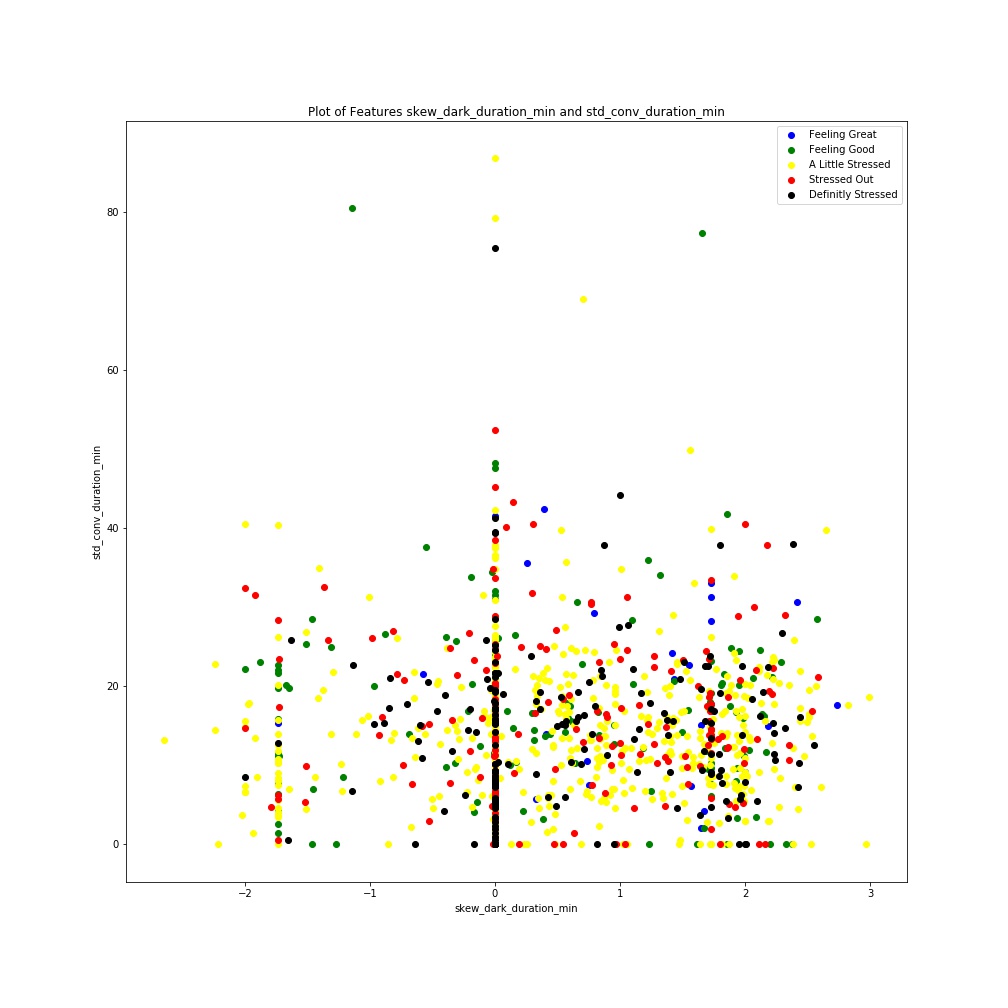 Plot of Features skew_dark_duration_min and std_conv_duration_min
Feeling Great
Feeling Good
A Little Stressed
Stressed Out
Definitly Stressed
80
60
40
20
0
std_conv_duration_min
−2
−1
0
1
2
3
skew_dark_duration_min